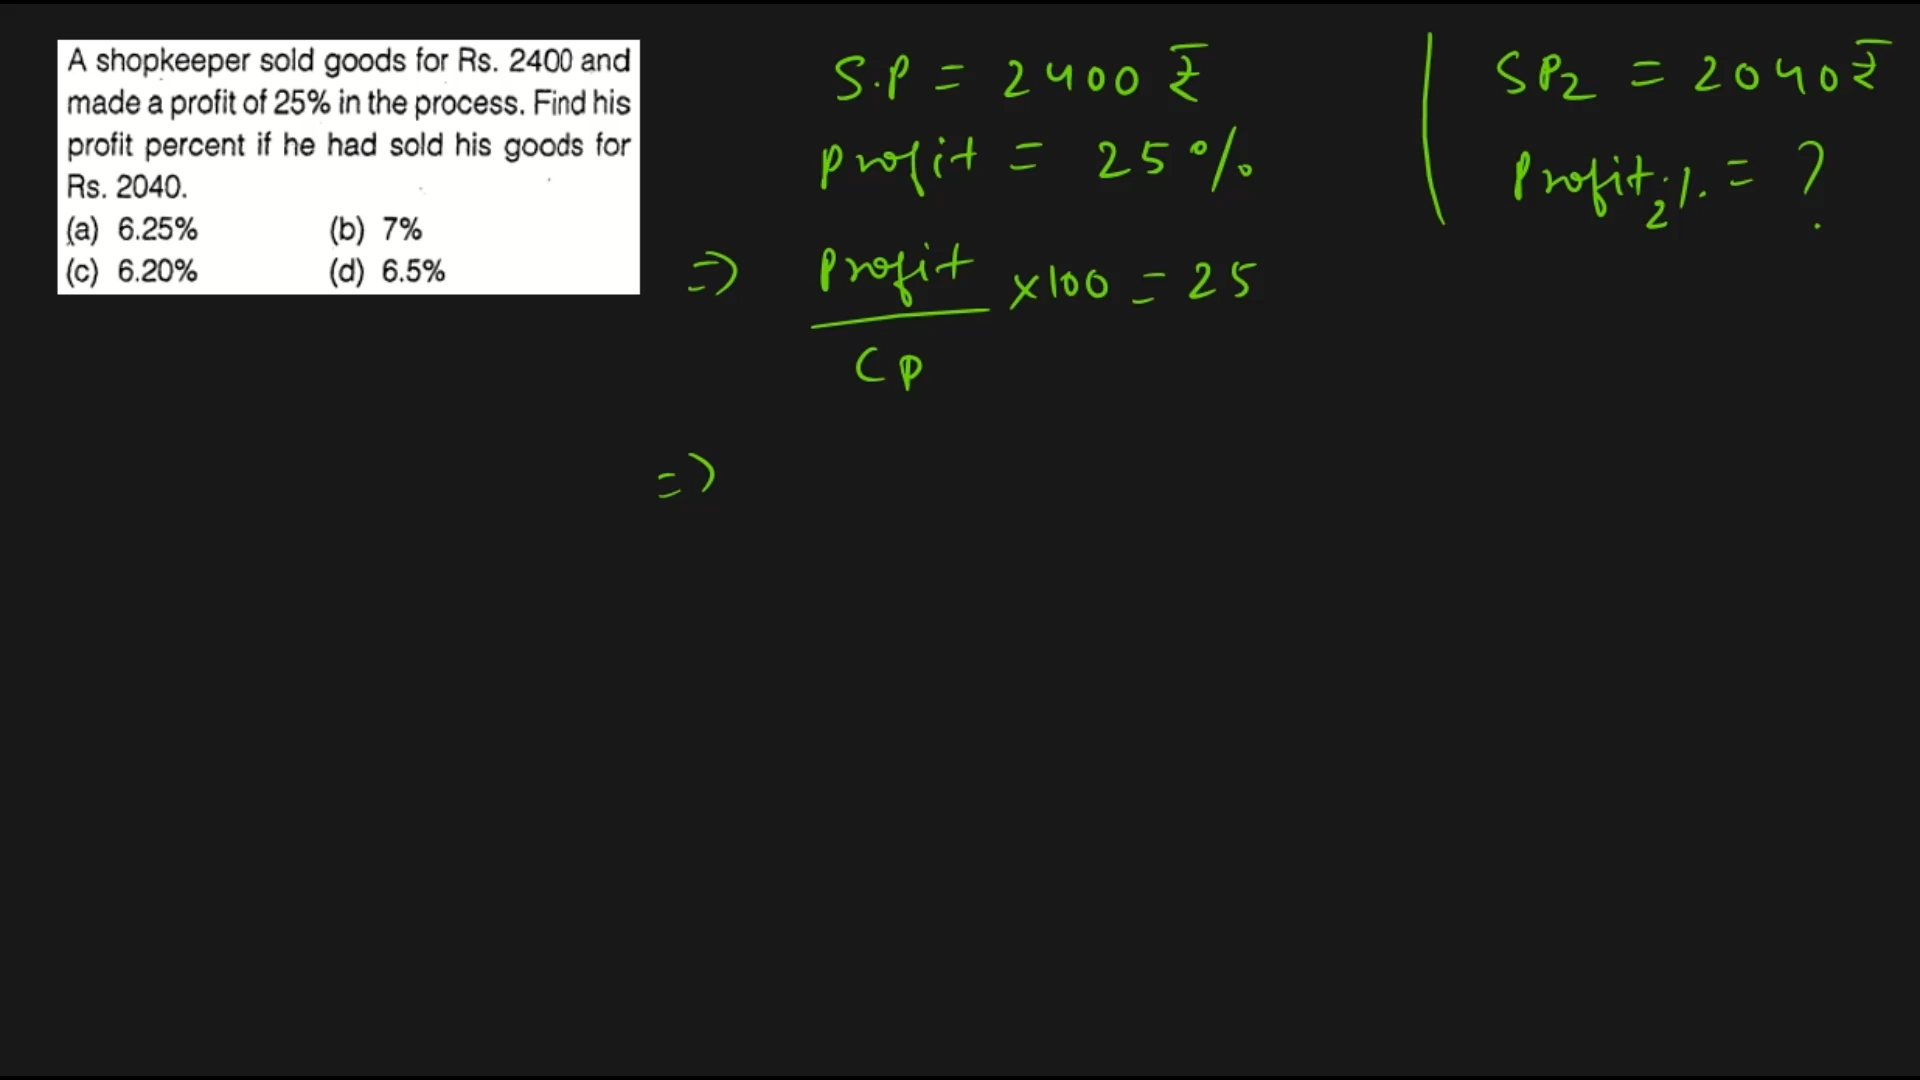 A shopkeeper sold goods for Rs. 2400 and
made a profit of 25% in the process. Find his
profit percent if he had sold his goods for
Rs. 2040.
(a) 6.25% (b) 7%
(c) 6.20% (d) 6.5%
S.P = 2400 ₹
profit = 25%
=> Profit/CP ×100 = 25
=>
SP2 = 2040₹
Profit2% = ?